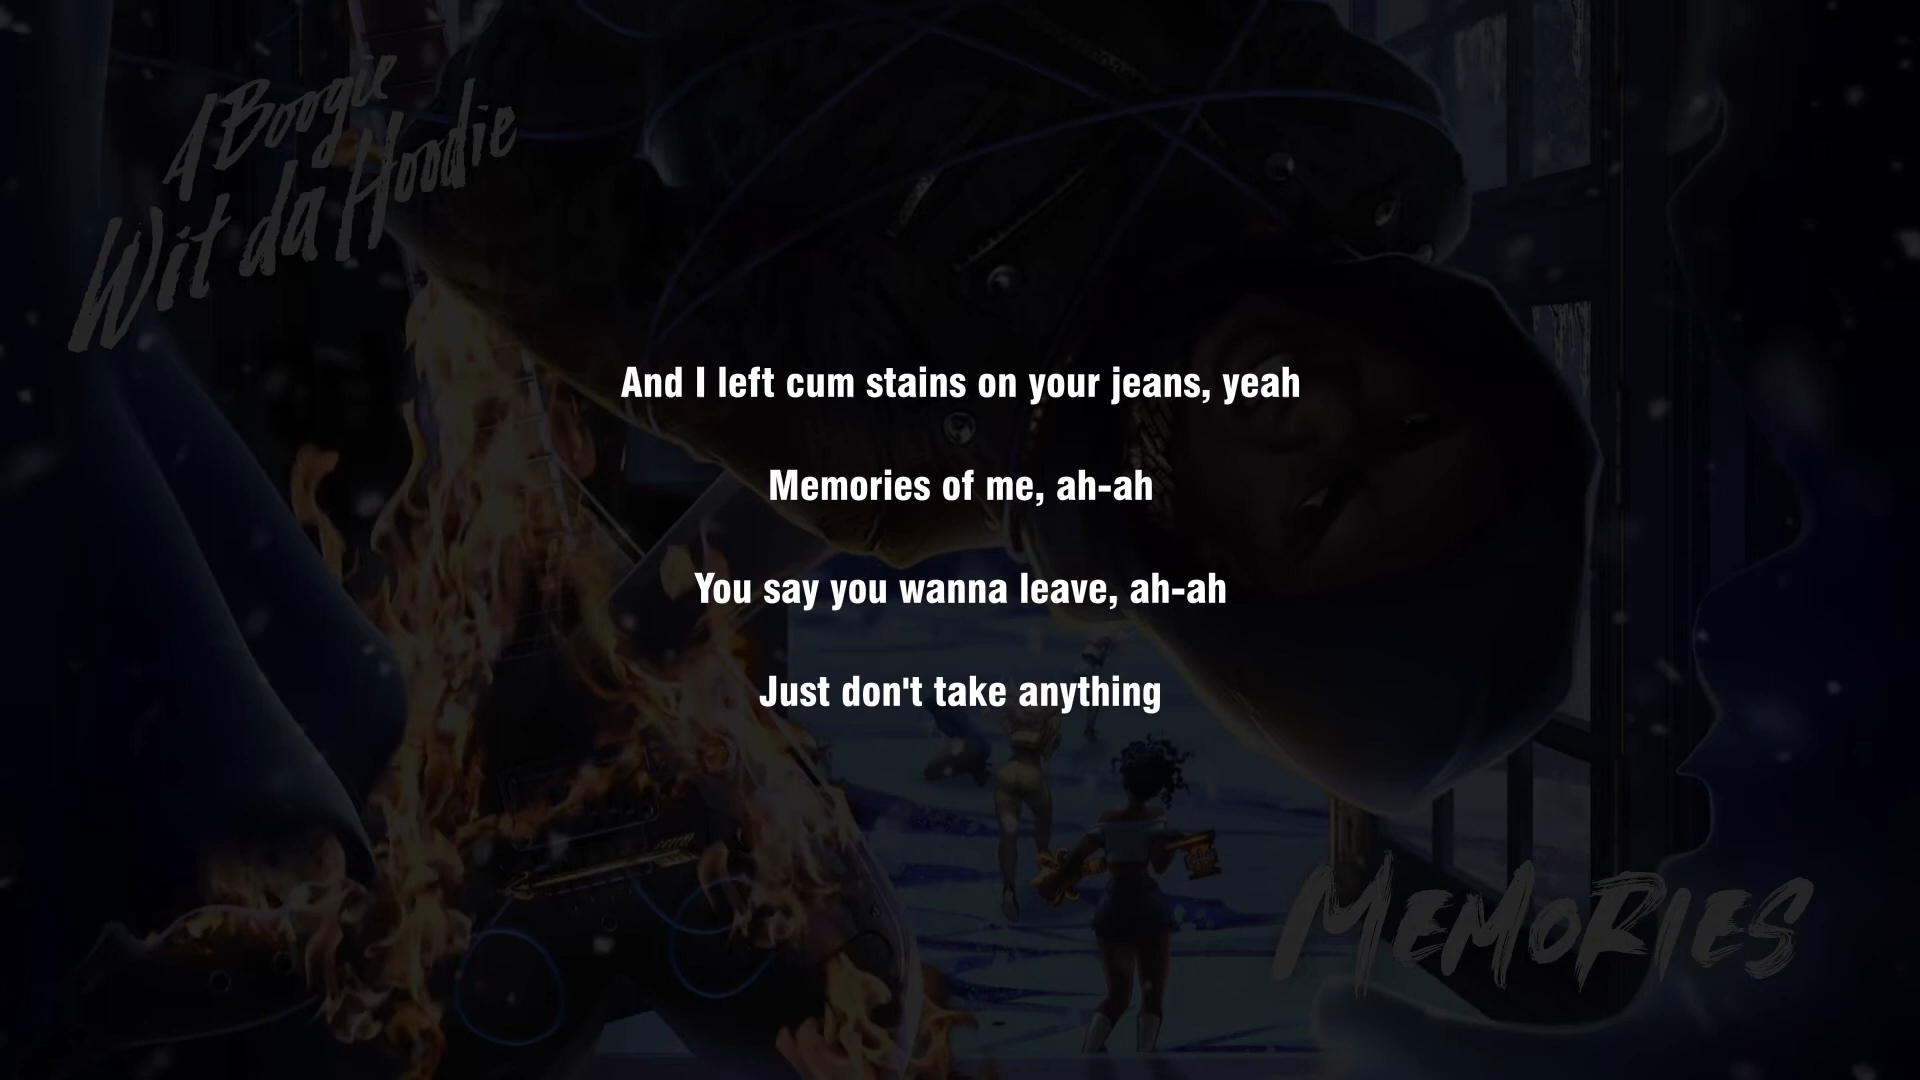 A Boogie
Wit da Hoodie
And I left cum stains on your jeans, yeah
Memories of me, ah-ah
You say you wanna leave, ah-ah
Just don't take anything
MEMORIES